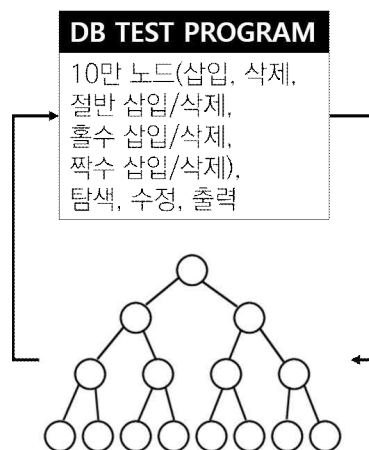 DB TEST PROGRAM
10만 노드(삽입, 삭제,
절반 삽입/삭제,
홀수 삽입/삭제,
짝수 삽입/삭제),
탐색, 수정, 출력